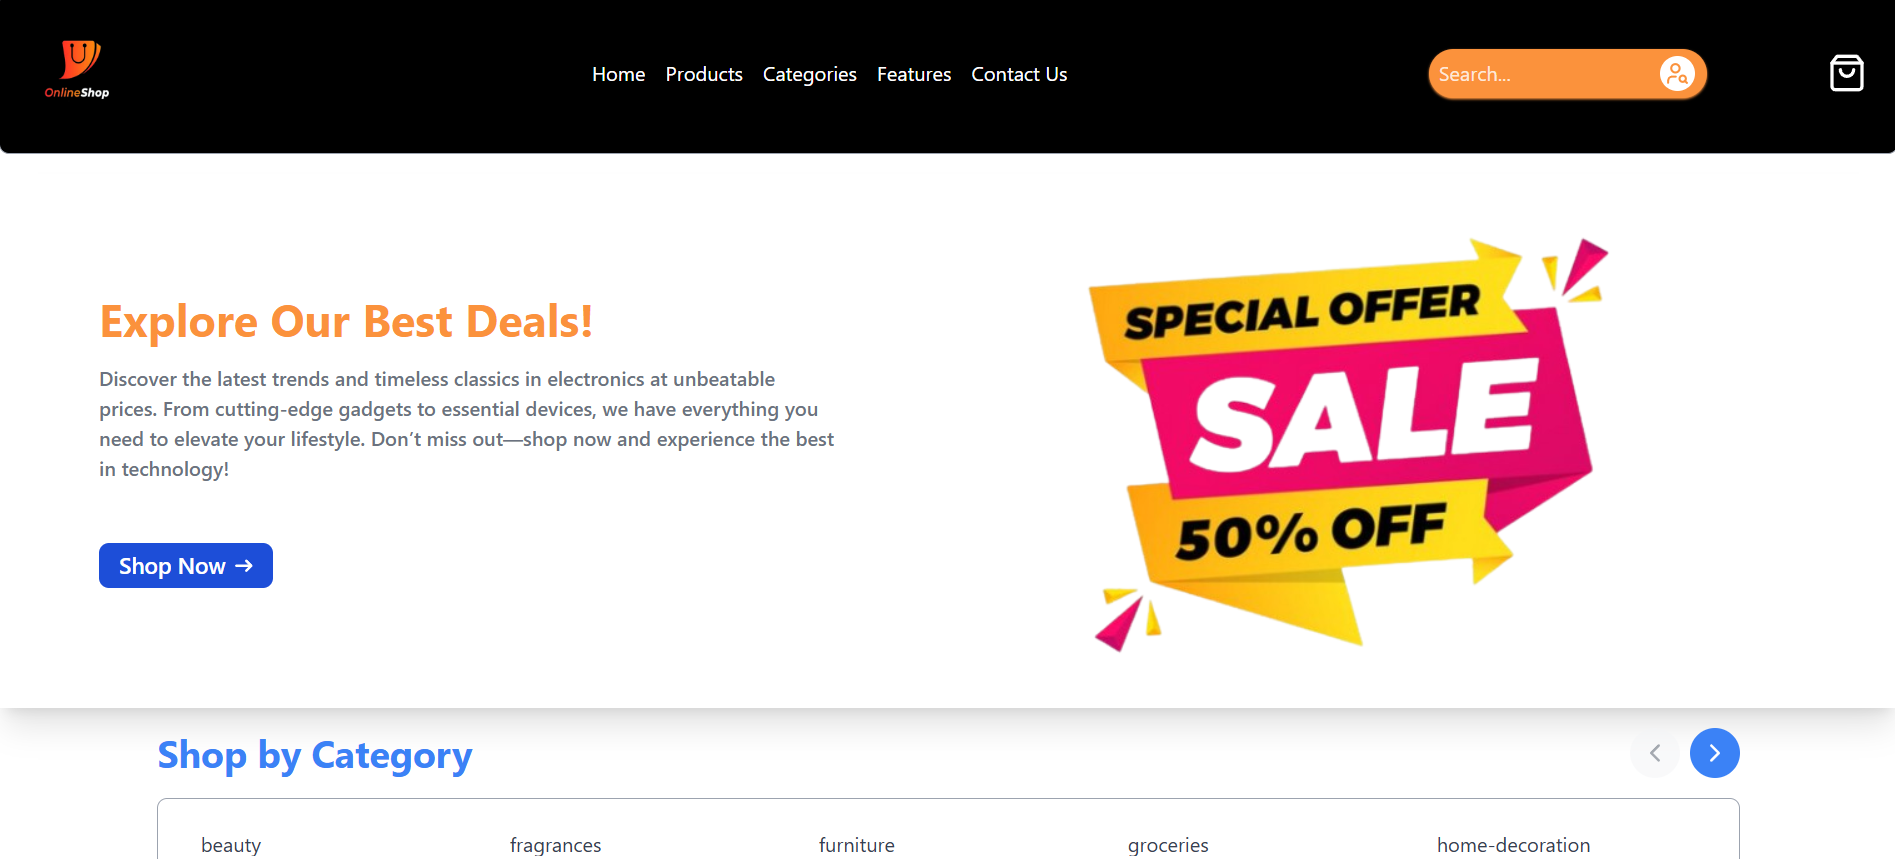 OnlineShop
Home Products Categories Features Contact Us
Search...
Explore Our Best Deals!
Discover the latest trends and timeless classics in electronics at unbeatable
prices. From cutting-edge gadgets to essential devices, we have everything you
need to elevate your lifestyle. Don’t miss out—shop now and experience the best
in technology!
Shop Now →
SPECIAL OFFER
SALE
50% OFF
Shop by Category
beauty fragrances furniture groceries home-decoration